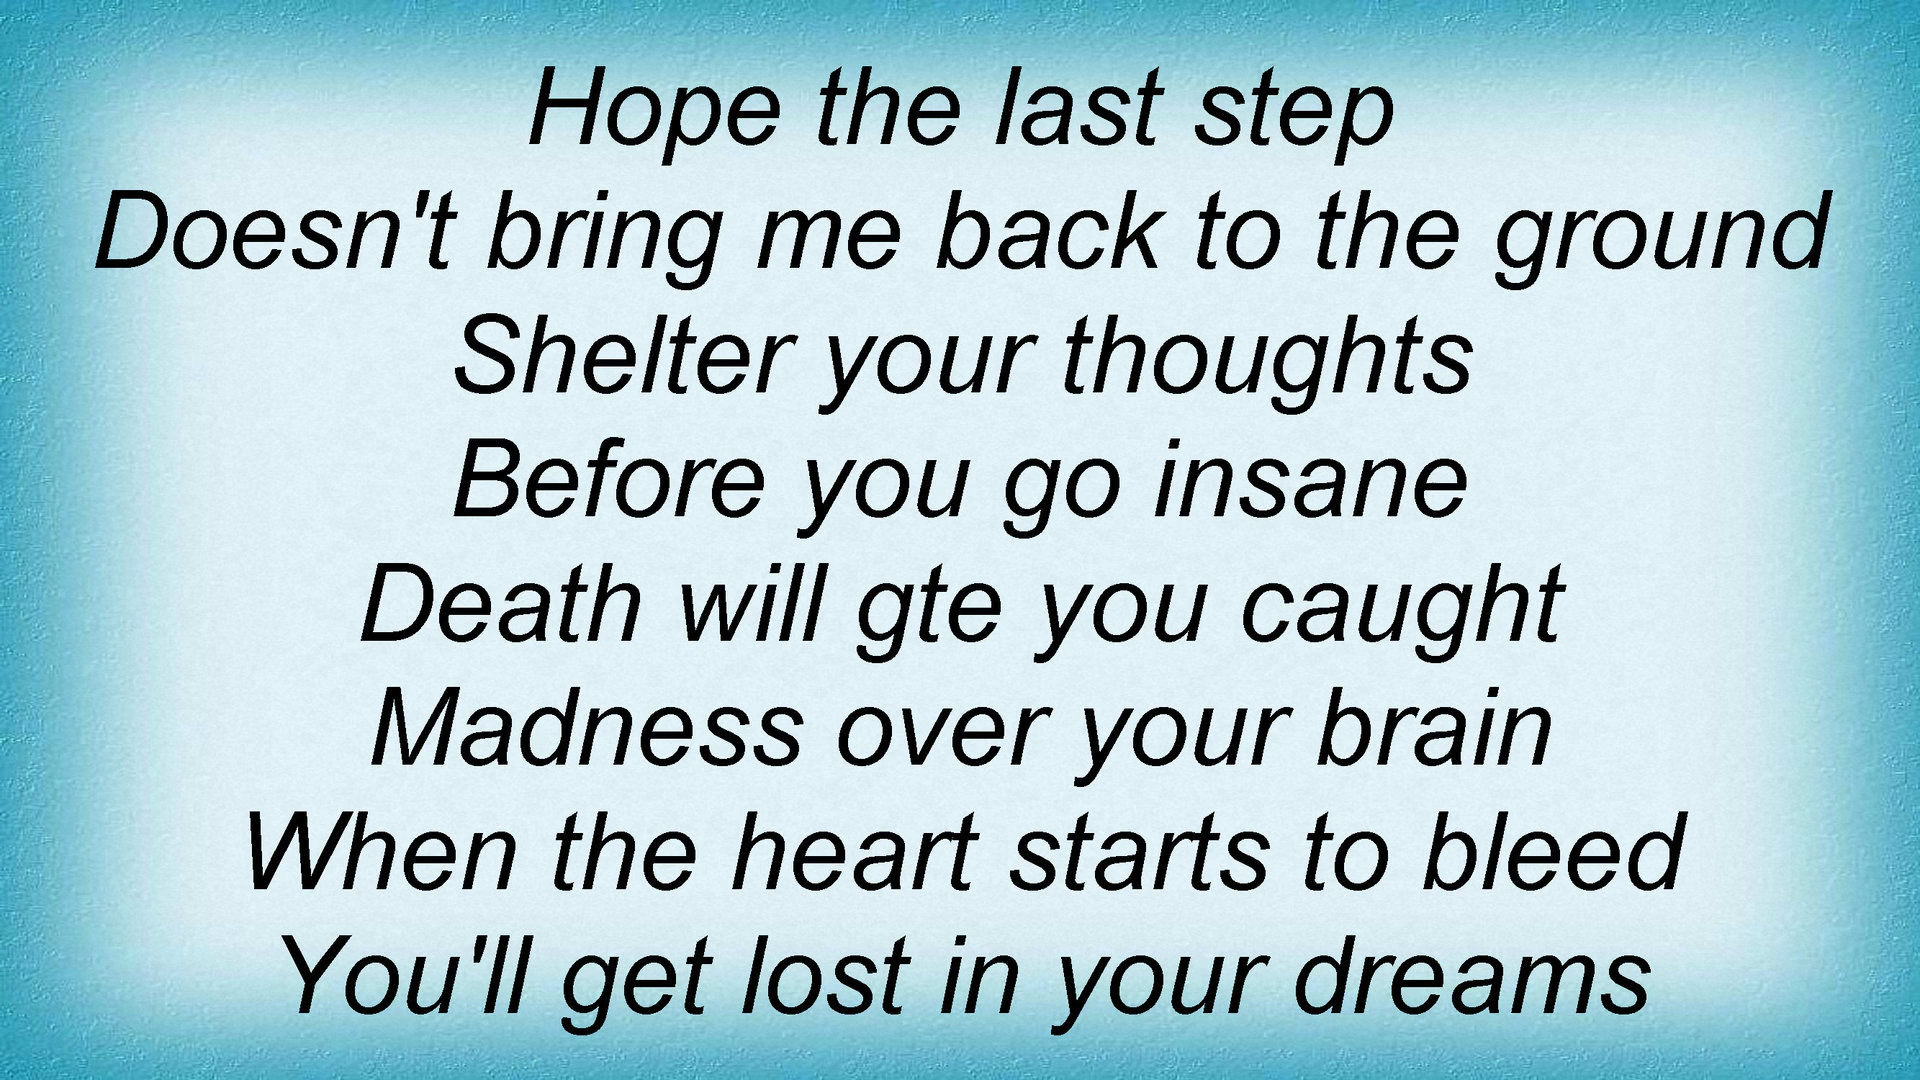 Hope the last step
Doesn't bring me back to the ground
Shelter your thoughts
Before you go insane
Death will gte you caught
Madness over your brain
When the heart starts to bleed
You'll get lost in your dreams